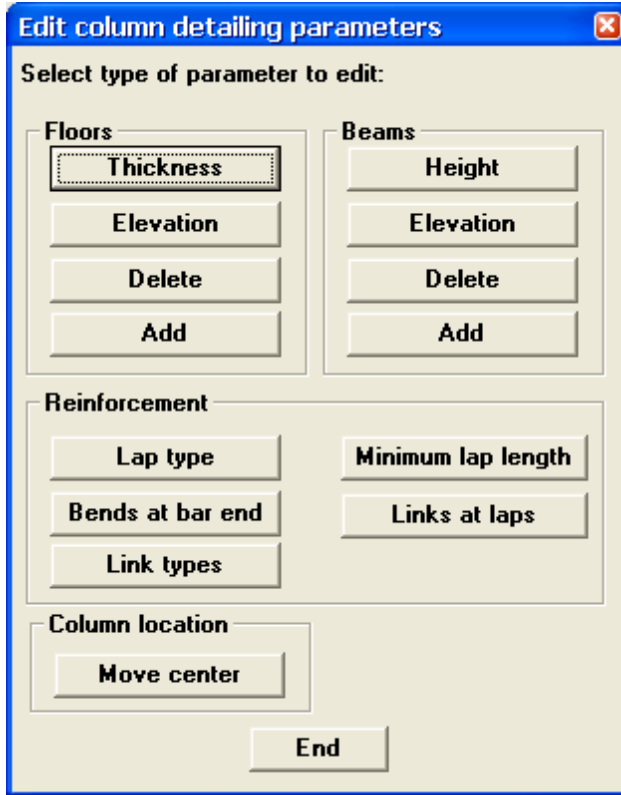 Edit column detailing parameters
Select type of parameter to edit:
Floors
Thickness
Elevation
Delete
Add
Beams
Height
Elevation
Delete
Add
Reinforcement
Lap type
Minimum lap length
Bends at bar end
Links at laps
Link types
Column location
Move center
End